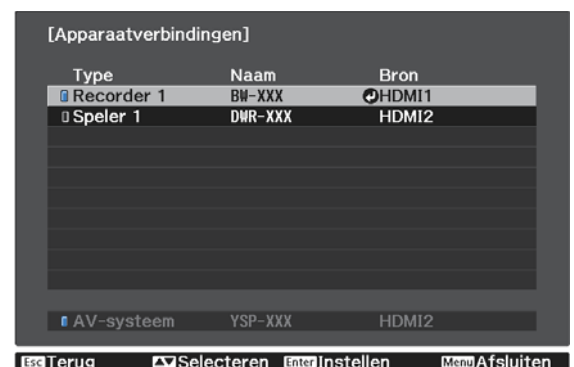 [Apparaatverbindingen]
Type Naam Bron
Recorder 1 BW-XXX HDMI1
Speler 1 DWR-XXX HDMI2
AV-systeem YSP-XXX HDMI2
Esc Terug Selecteren Enter Instellen Menu Afsluiten